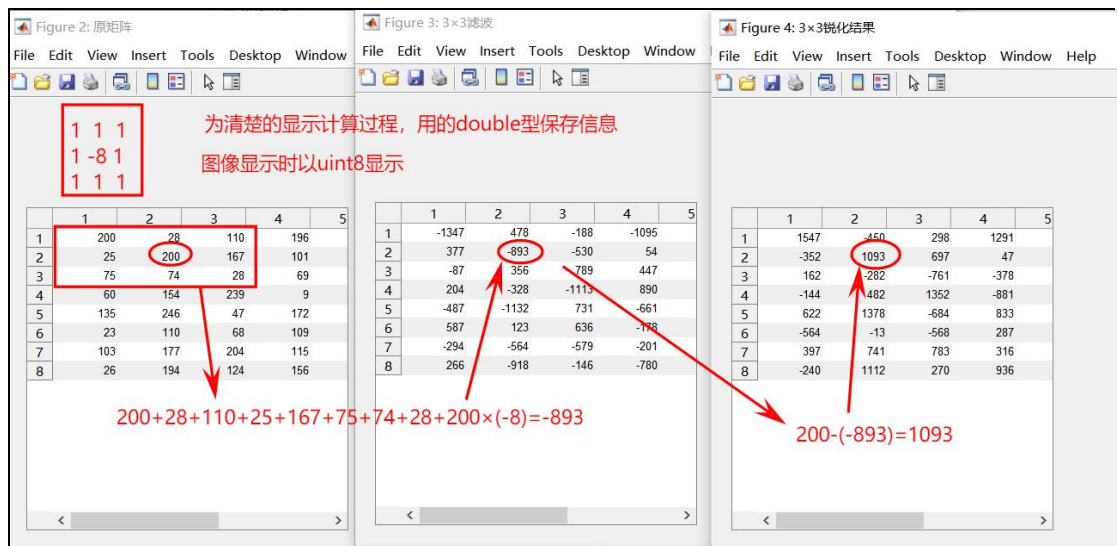 Figure 2: 原矩阵
File Edit View Insert Tools Desktop Window
1 1 1
1 -8 1
1 1 1
为清楚的显示计算过程，用的double型保存信息
图像显示时以uint8显示
1 2 3 4 5
1 200 28 110 196
2 25 200 167 101
3 75 74 28 69
4 60 154 239 9
5 135 246 47 172
6 23 110 68 109
7 103 177 204 115
8 26 194 124 156
200+28+110+25+167+75+74+28+200×(-8)=-893
Figure 3: 3×3滤波
File Edit View Insert Tools Desktop Window
1 2 3 4 5
1 -1347 478 -188 -1095
2 377 -893 -530 54
3 -87 356 789 447
4 204 -328 -1113 890
5 -487 -1132 731 -661
6 587 123 636 -178
7 -294 -564 -579 -201
8 266 -918 -146 -780
Figure 4: 3×3锐化结果
File Edit View Insert Tools Desktop Window Help
1 2 3 4 5
1 1547 -450 298 1291
2 -352 1093 697 47
3 162 -282 -761 -378
4 -144 482 1352 -881
5 622 1378 -684 833
6 -564 -13 -568 287
7 397 741 783 316
8 -240 1112 270 936
200-(-893)=1093